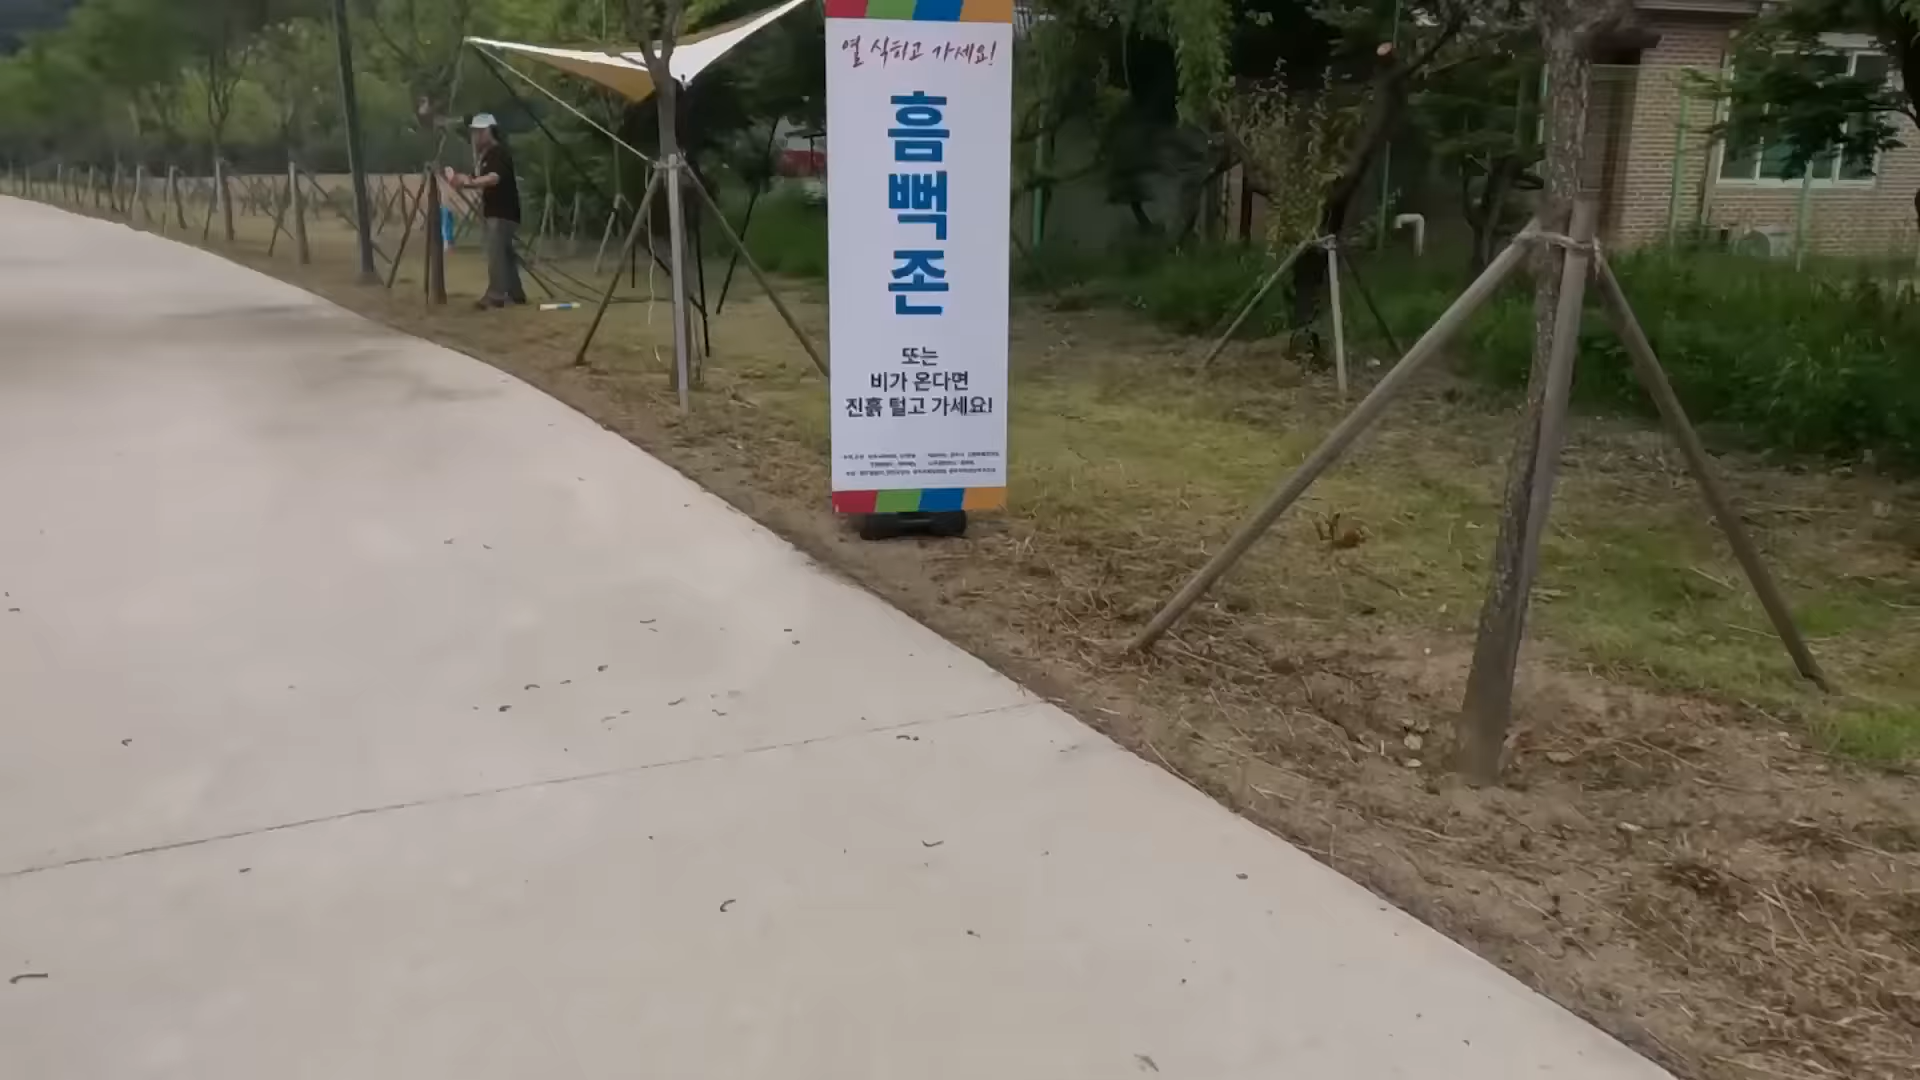 열 식히고 가세요!
흠뻑존
또는
비가 온다면
진흙 털고 가세요!